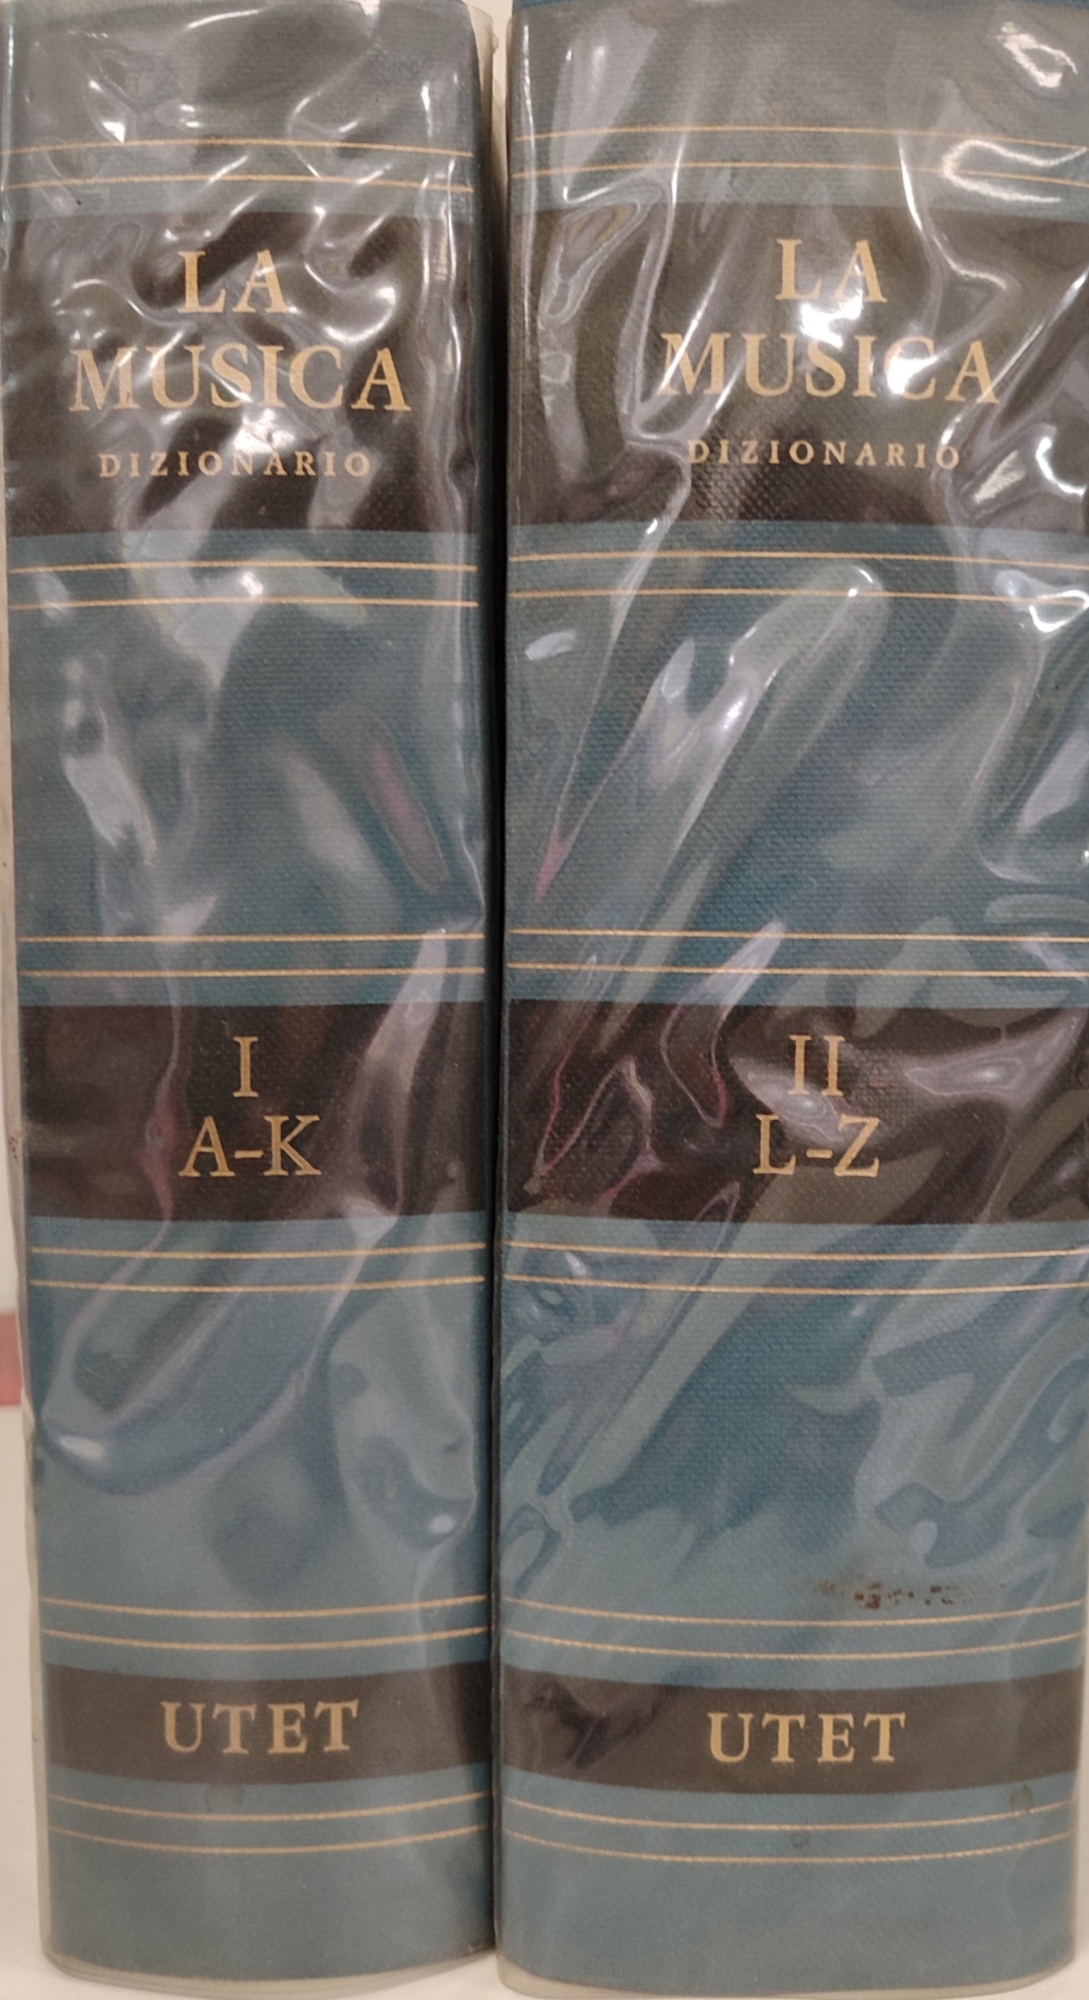 LA
MUSICA
DIZIONARIO
I
A-K
UTET
LA
MUSICA
DIZIONARIO
II
L-Z
UTET